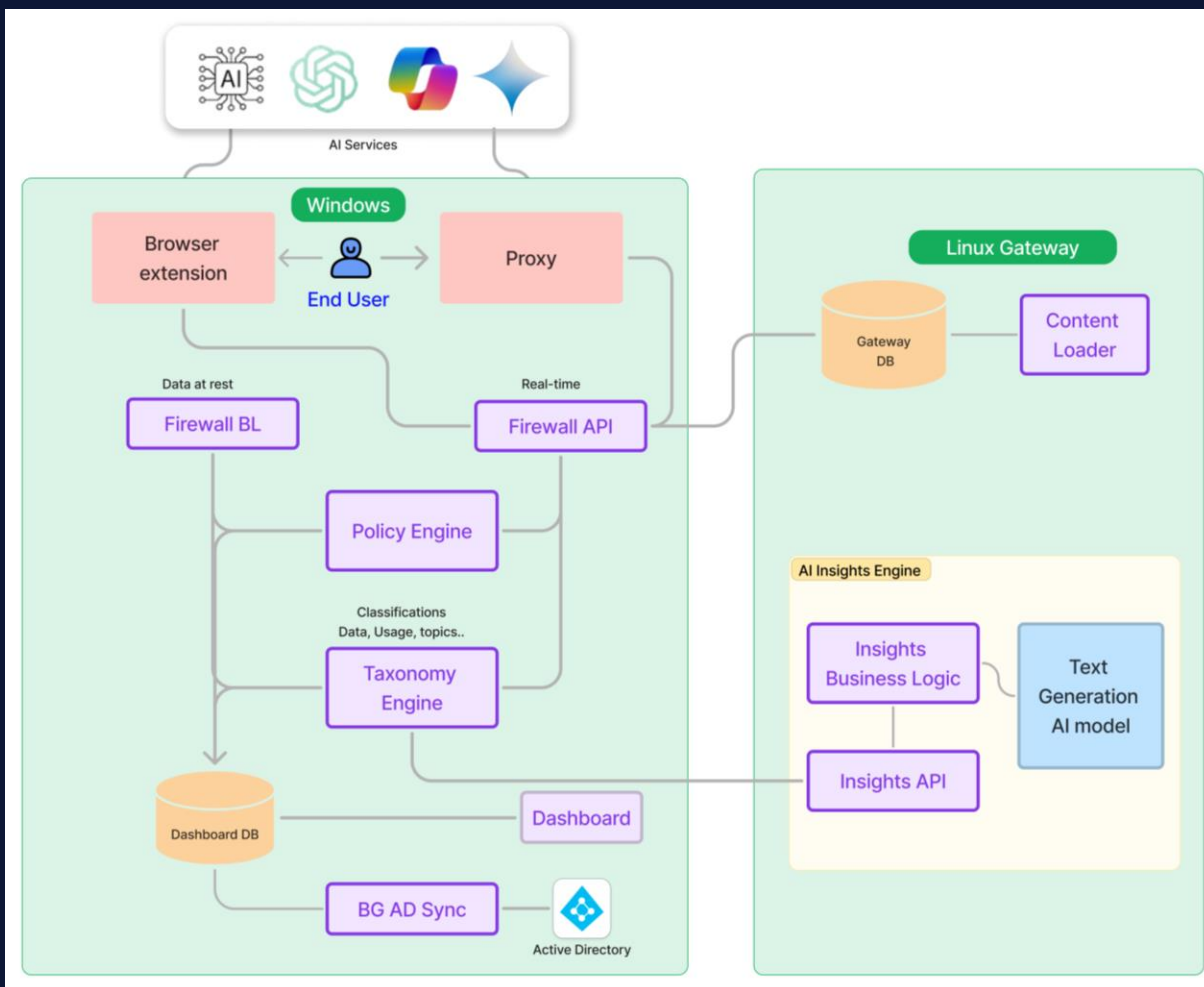 AI
AI Services
Windows
Browser
extension
End User
Proxy
Linux Gateway
Gateway
DB
Content
Loader
Data at rest
Firewall BL
Real-time
Firewall API
Policy Engine
Classifications
Data, Usage, topics..
Taxonomy
Engine
AI Insights Engine
Insights
Business Logic
Text
Generation
AI model
Insights API
Dashboard DB
Dashboard
BG AD Sync
Active Directory